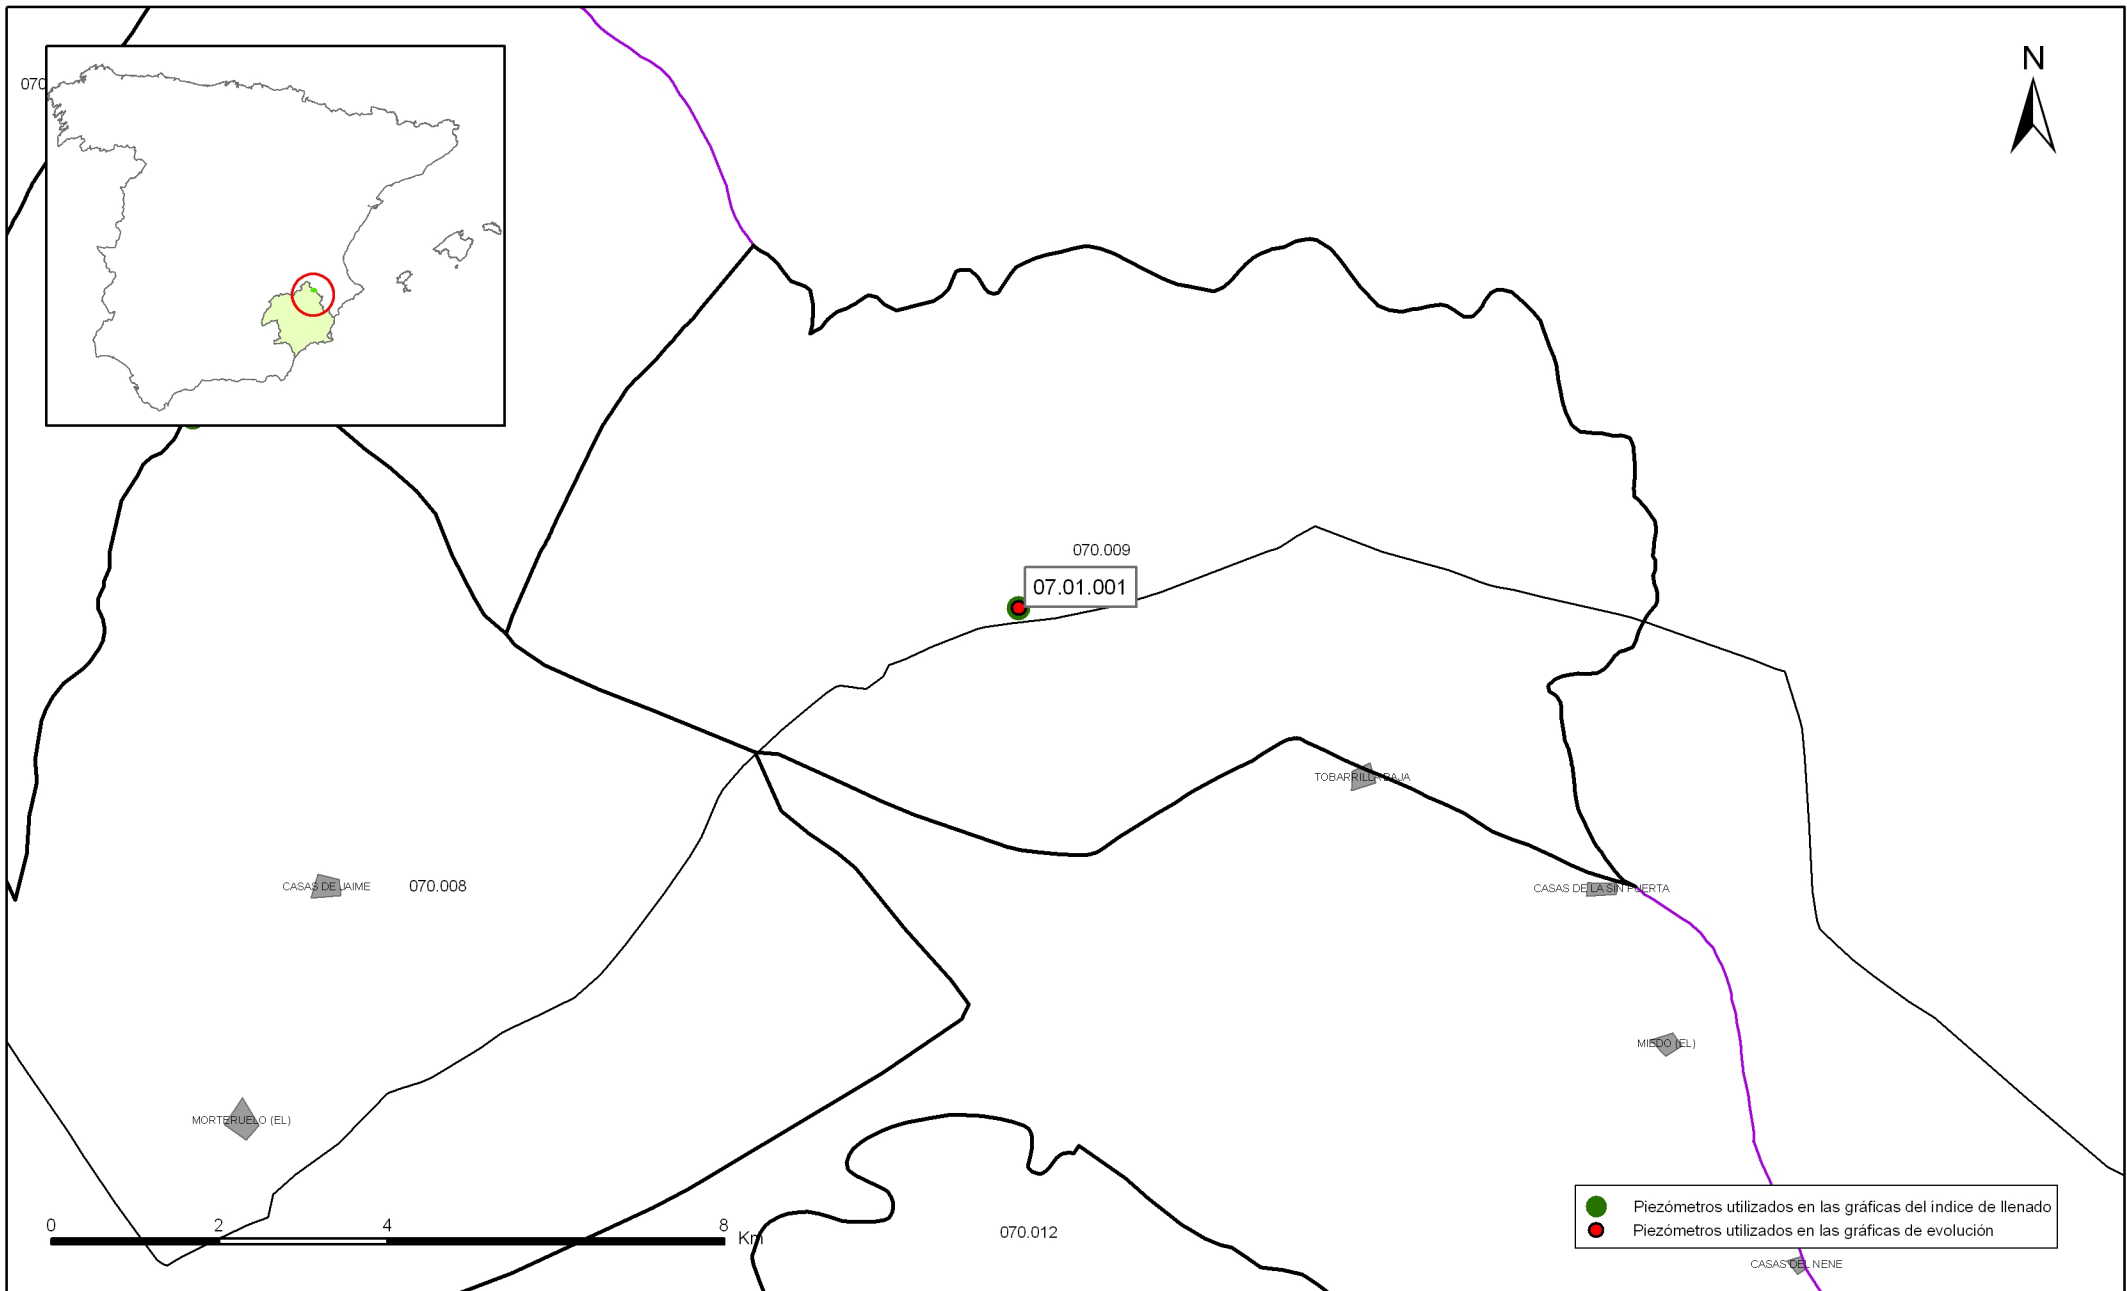 N
070
070.009
07.01.001
TOBARRILLA BAJA
CASAS DE JAIME
070.008
CASAS DE LA SIN PUERTA
MIEDO (EL)
MORTERUELO (EL)
0 2 4 8 Km
070.012
Piezómetros utilizados en las gráficas del índice de llenado
Piezómetros utilizados en las gráficas de evolución
CASAS DEL NENE